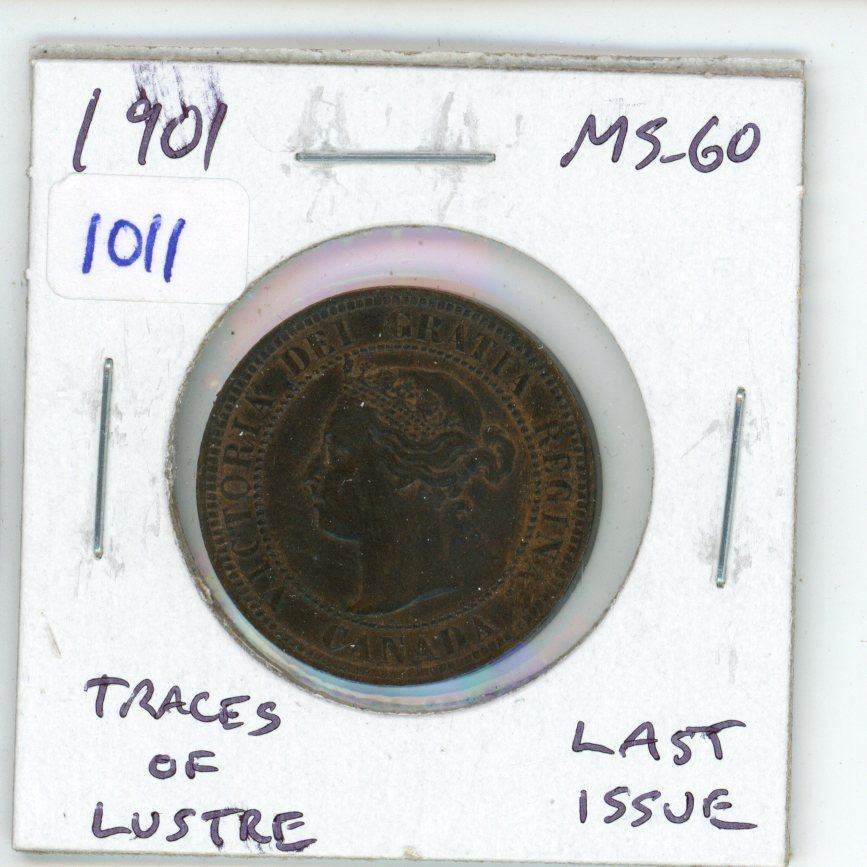 1901
MS-60
1011
VICTORIA DEI GRATIA REGINA
CANADA
TRACES
OF
LUSTRE
LAST
ISSUE